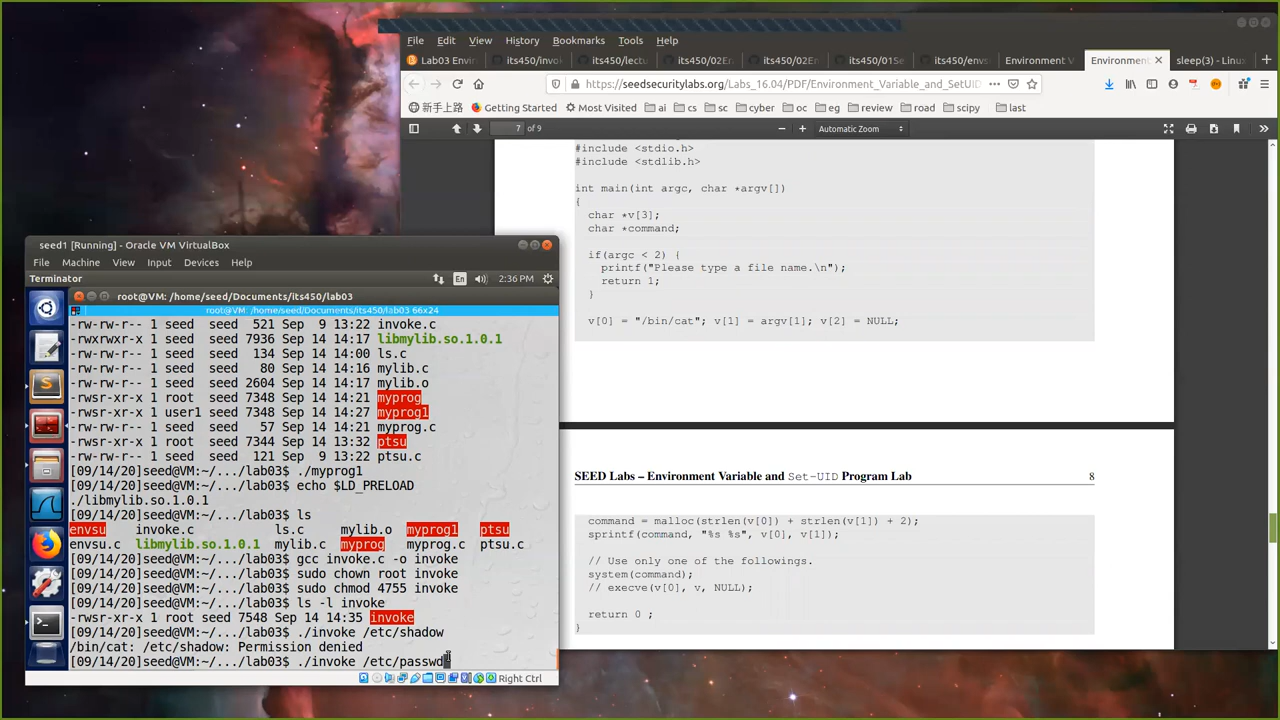 File Edit View History Bookmarks Tools Help
Lab03 Envir its450/invo its450/lectu its450/02En its450/02En its450/01Se its450/env Environment V Environmen sleep(3) - Linux
https://seedsecuritylabs.org/Labs_16.04/PDF/Environment_Variable_and_SetUID
新手上路 Getting Started Most Visited ai cs sc cyber oc eg review road scipy last
7 of 9 Automatic Zoom
#include <stdio.h>
#include <stdlib.h>
int main(int argc, char *argv[])
{
char *v[3];
char *command;
if(argc < 2) {
printf("Please type a file name.\n");
return 1;
}
v[0] = "/bin/cat"; v[1] = argv[1]; v[2] = NULL;
SEED Labs – Environment Variable and Set-UID Program Lab 8
command = malloc(strlen(v[0]) + strlen(v[1]) + 2);
sprintf(command, "%s %s", v[0], v[1]);
// Use only one of the followings.
system(command);
// execve(v[0], v, NULL);
return 0 ;
}
seed1 [Running] - Oracle VM VirtualBox
File Machine View Input Devices Help
Terminator En 2:36 PM
root@VM: /home/seed/Documents/its450/lab03
root@VM: /home/seed/Documents/its450/lab03 66x24
-rw-rw-r-- 1 seed seed 521 Sep 9 13:22 invoke.c
-rwxrwxr-x 1 seed seed 7936 Sep 14 14:17 libmylib.so.1.0.1
-rw-rw-r-- 1 seed seed 134 Sep 14 14:00 ls.c
-rw-rw-r-- 1 seed seed 80 Sep 14 14:16 mylib.c
-rw-rw-r-- 1 seed seed 2604 Sep 14 14:17 mylib.o
-rwsr-xr-x 1 root seed 7348 Sep 14 14:21 myprog
-rwsr-xr-x 1 user1 seed 7348 Sep 14 14:27 myprog1
-rw-rw-r-- 1 seed seed 57 Sep 14 14:21 myprog.c
-rwsr-xr-x 1 root seed 7344 Sep 14 13:32 ptsu
-rw-rw-r-- 1 seed seed 121 Sep 14 13:32 ptsu.c
[09/14/20]seed@VM:~/.../lab03$ ./myprog1
[09/14/20]seed@VM:~/.../lab03$ echo $LD_PRELOAD
./libmylib.so.1.0.1
[09/14/20]seed@VM:~/.../lab03$ ls
envsu invoke.c ls.c mylib.o myprog1 ptsu
envsu.c libmylib.so.1.0.1 mylib.c myprog myprog.c ptsu.c
[09/14/20]seed@VM:~/.../lab03$ gcc invoke.c -o invoke
[09/14/20]seed@VM:~/.../lab03$ sudo chown root invoke
[09/14/20]seed@VM:~/.../lab03$ sudo chmod 4755 invoke
[09/14/20]seed@VM:~/.../lab03$ ls -l invoke
-rwsr-xr-x 1 root seed 7548 Sep 14 14:35 invoke
[09/14/20]seed@VM:~/.../lab03$ ./invoke /etc/shadow
/bin/cat: /etc/shadow: Permission denied
[09/14/20]seed@VM:~/.../lab03$ ./invoke /etc/passwd
Right Ctrl